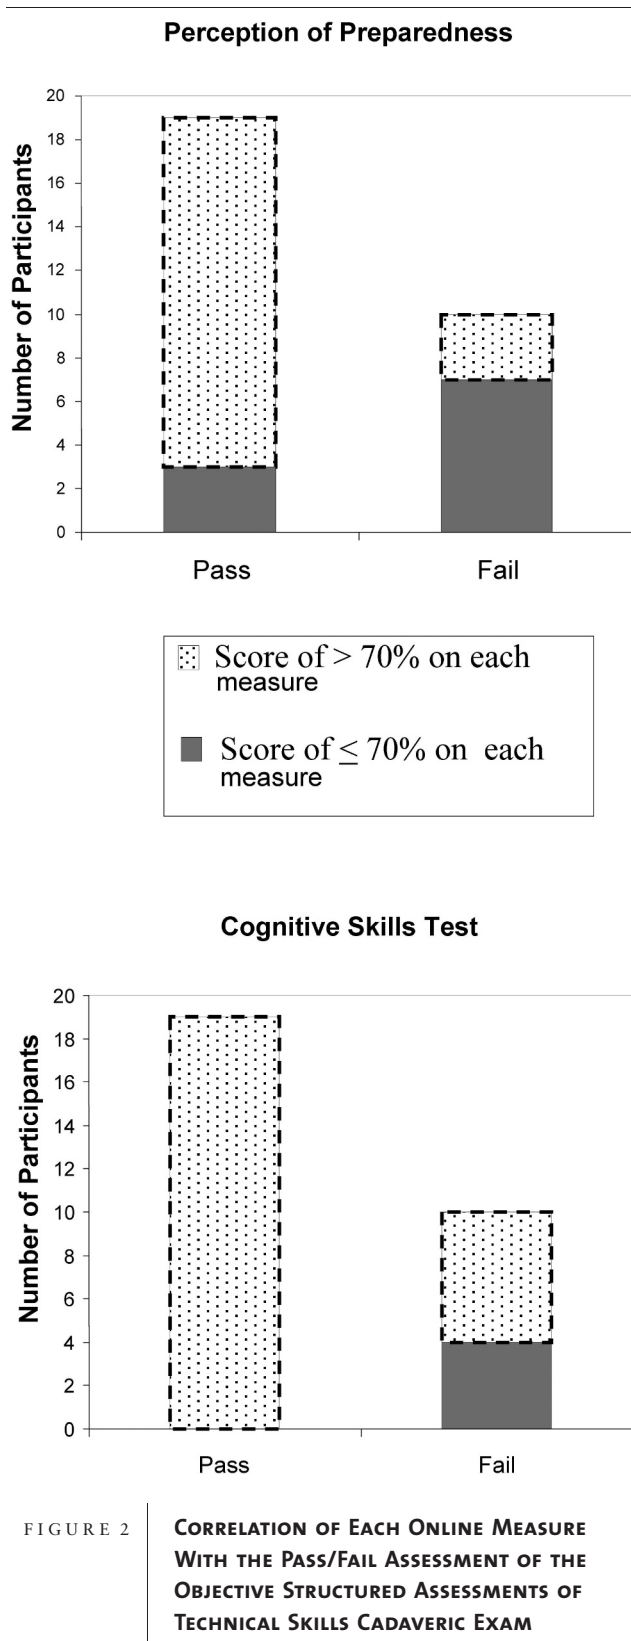 Perception of Preparedness
Number of Participants
20
18
16
14
12
10
8
6
4
2
0
Pass Fail
Score of > 70% on each
measure
Score of ≤ 70% on each
measure
Cognitive Skills Test
Number of Participants
20
18
16
14
12
10
8
6
4
2
0
Pass Fail
FIGURE 2
CORRELATION OF EACH ONLINE MEASURE
WITH THE PASS/FAIL ASSESSMENT OF THE
OBJECTIVE STRUCTURED ASSESSMENTS OF
TECHNICAL SKILLS CADAVERIC EXAM